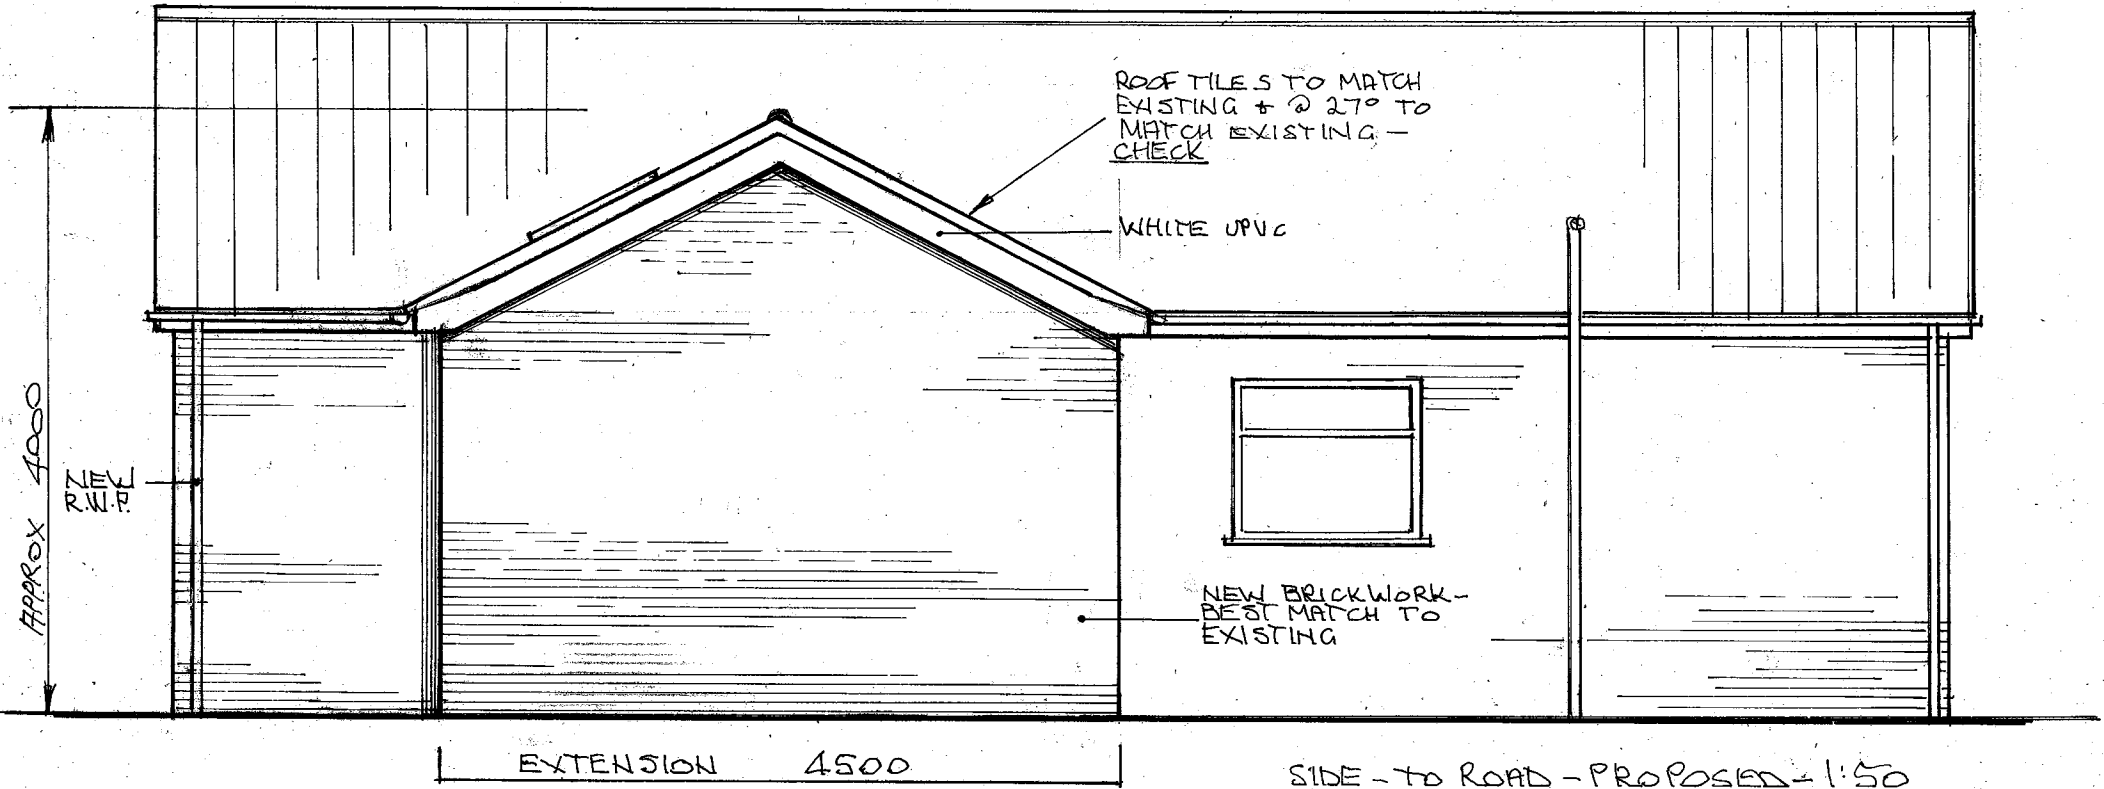 ROOF TILES TO MATCH
EXISTING + @ 27° TO
MATCH EXISTING -
CHECK
WHITE UPVC
APPROX 4000
NEW
R.W.P.
NEW BRICKWORK-
BEST MATCH TO
EXISTING
EXTENSION 4500
SIDE - TO ROAD - PROPOSED - 1:50